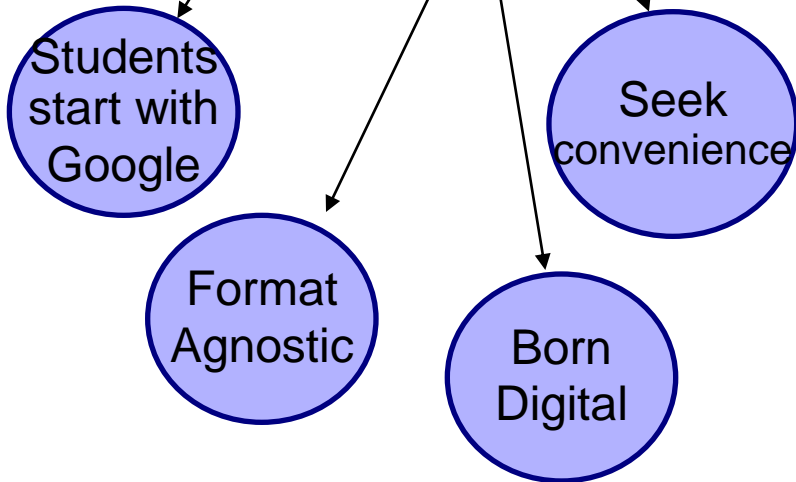 Students
start with
Google
Seek
convenience
Format
Agnostic
Born
Digital